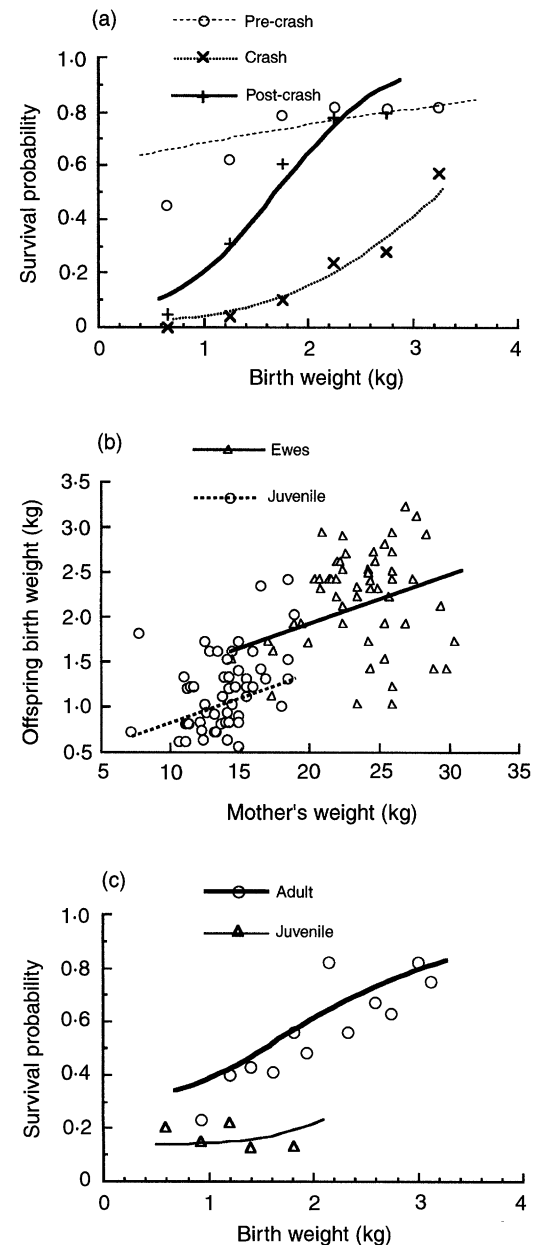 (a)
Pre-crash
Crash
Post-crash
1·0
0·8
0·6
0·4
0·2
0
Survival probability
0 1 2 3 4
Birth weight (kg)
(b)
Ewes
Juvenile
3·5
3·0
2·5
2·0
1·5
1·0
0·5
Offspring birth weight (kg)
5 10 15 20 25 30 35
Mother's weight (kg)
(c)
Adult
Juvenile
1·0
0·8
0·6
0·4
0·2
0
Survival probability
1 2 3 4
Birth weight (kg)